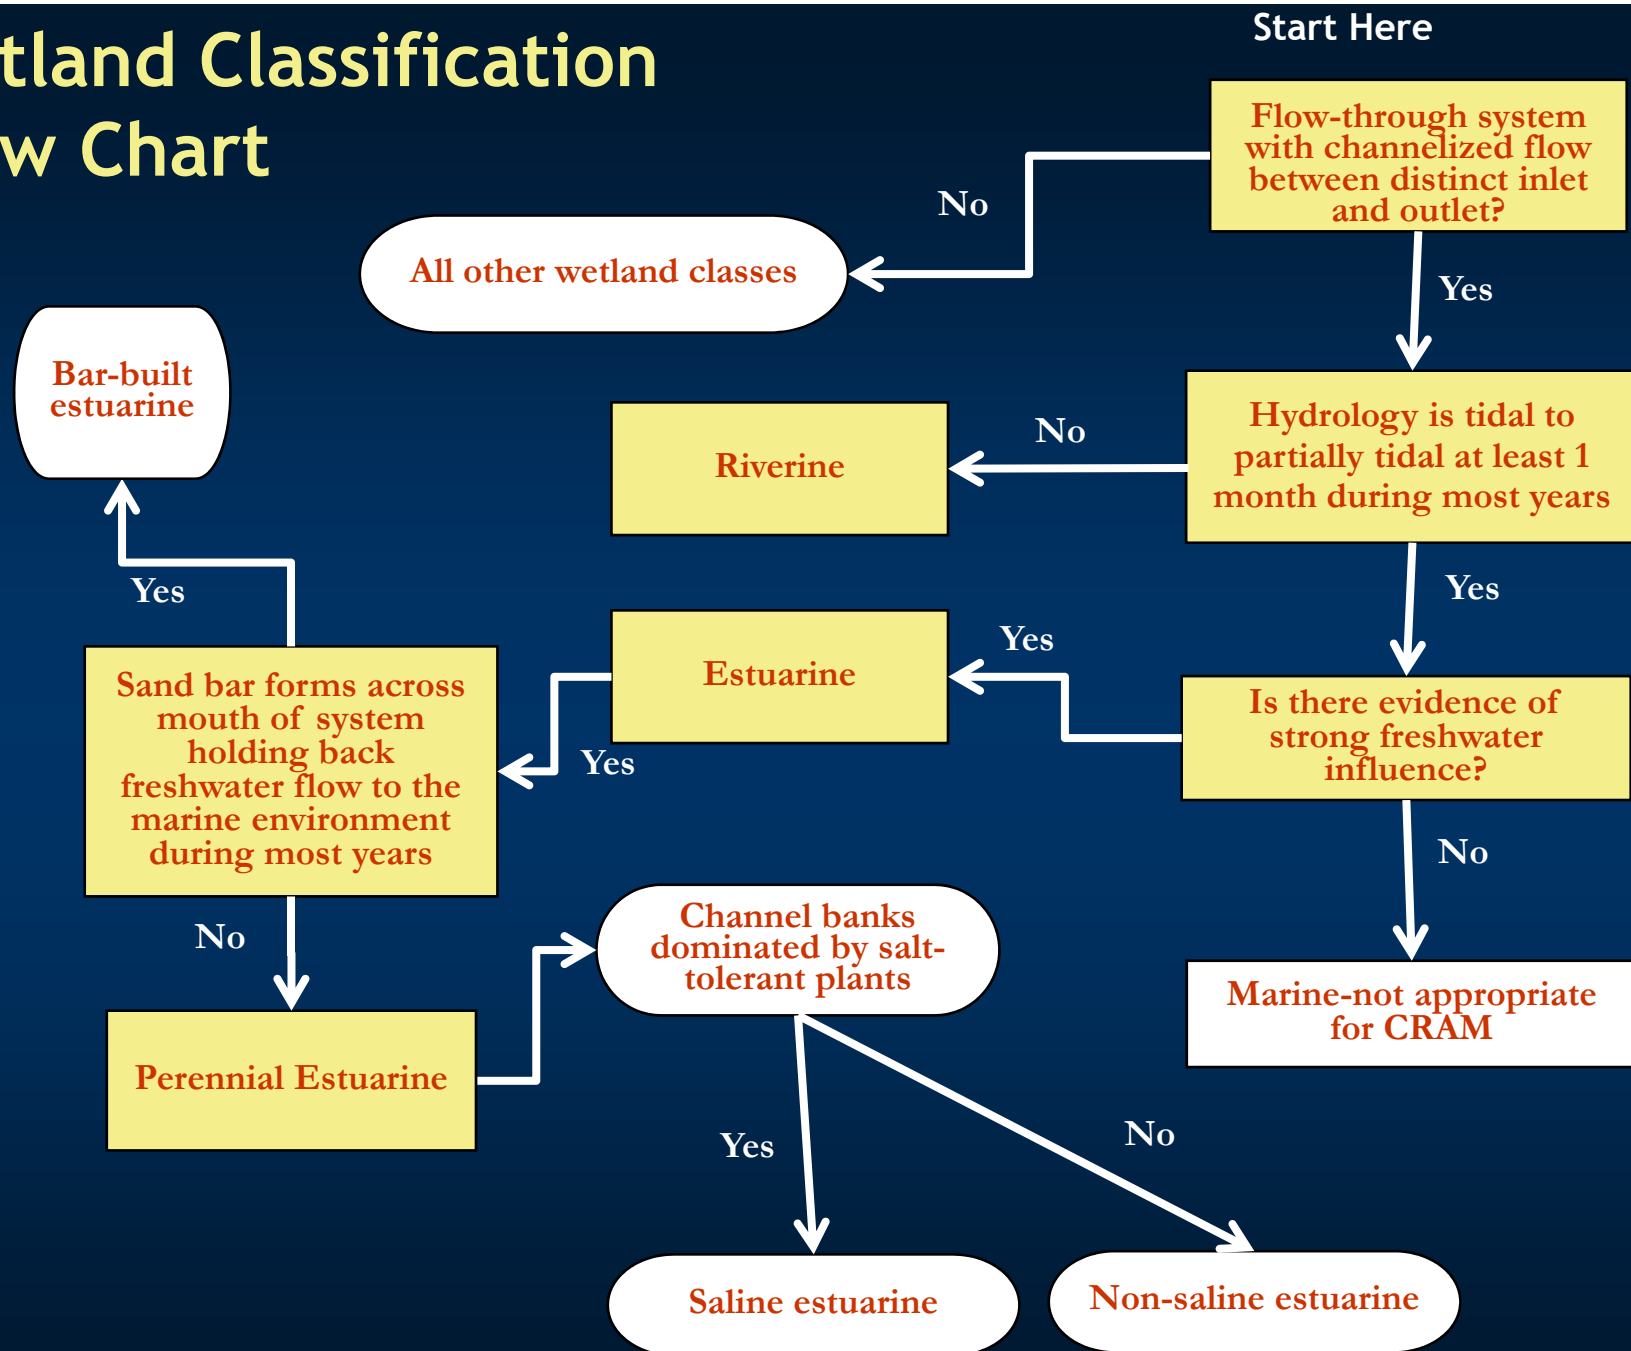 tland Classification
w Chart
Start Here
Flow-through system
with channelized flow
between distinct inlet
and outlet?
No
All other wetland classes
Yes
Bar-built
estuarine
Hydrology is tidal to
partially tidal at least 1
month during most years
No
Riverine
Yes
Yes
Estuarine
Yes
Is there evidence of
strong freshwater
influence?
Sand bar forms across
mouth of system
holding back
freshwater flow to the
marine environment
during most years
Yes
No
No
Channel banks
dominated by salt-
tolerant plants
Marine-not appropriate
for CRAM
Perennial Estuarine
Yes
No
Saline estuarine
Non-saline estuarine